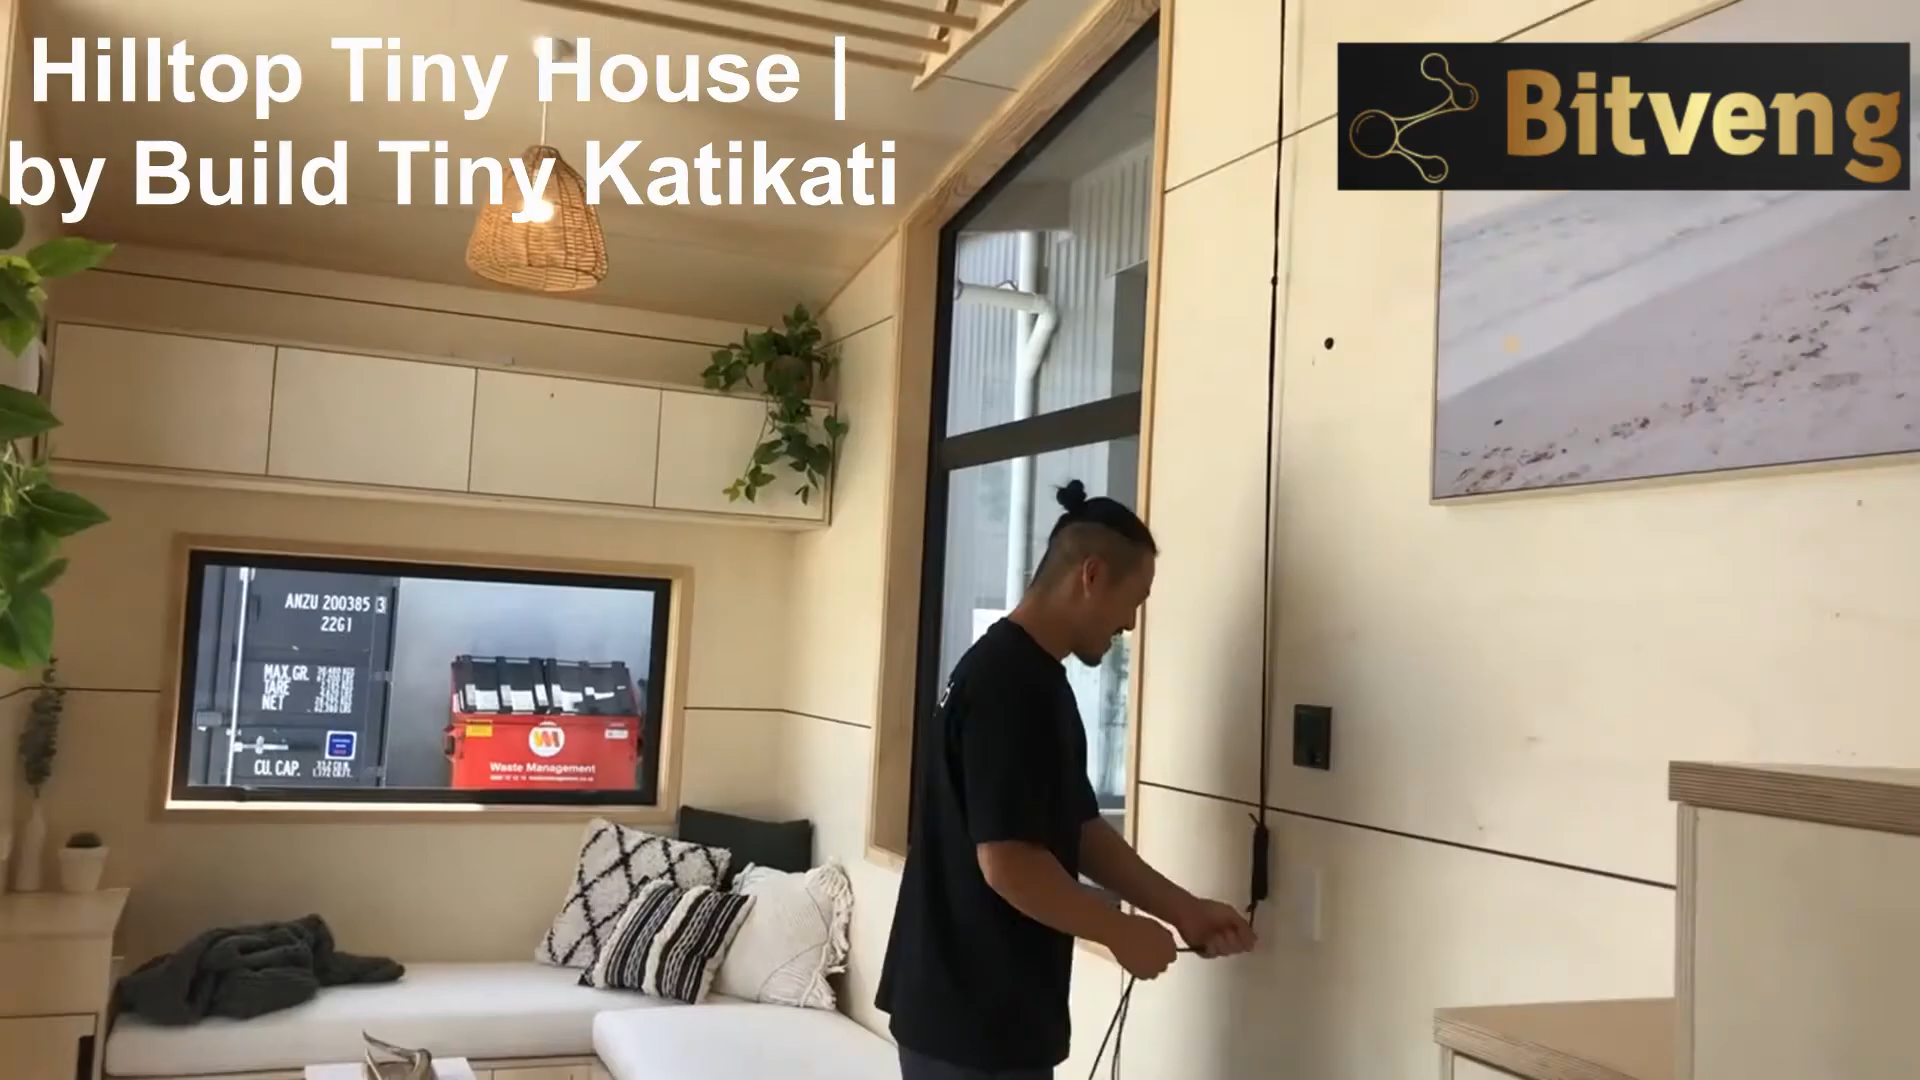 Hilltop Tiny House |
by Build Tiny Katikati
Bitveng
ANZU 200385 3
22G1
MAX.GR.
TARE
NET
CU. CAP.
Waste Management